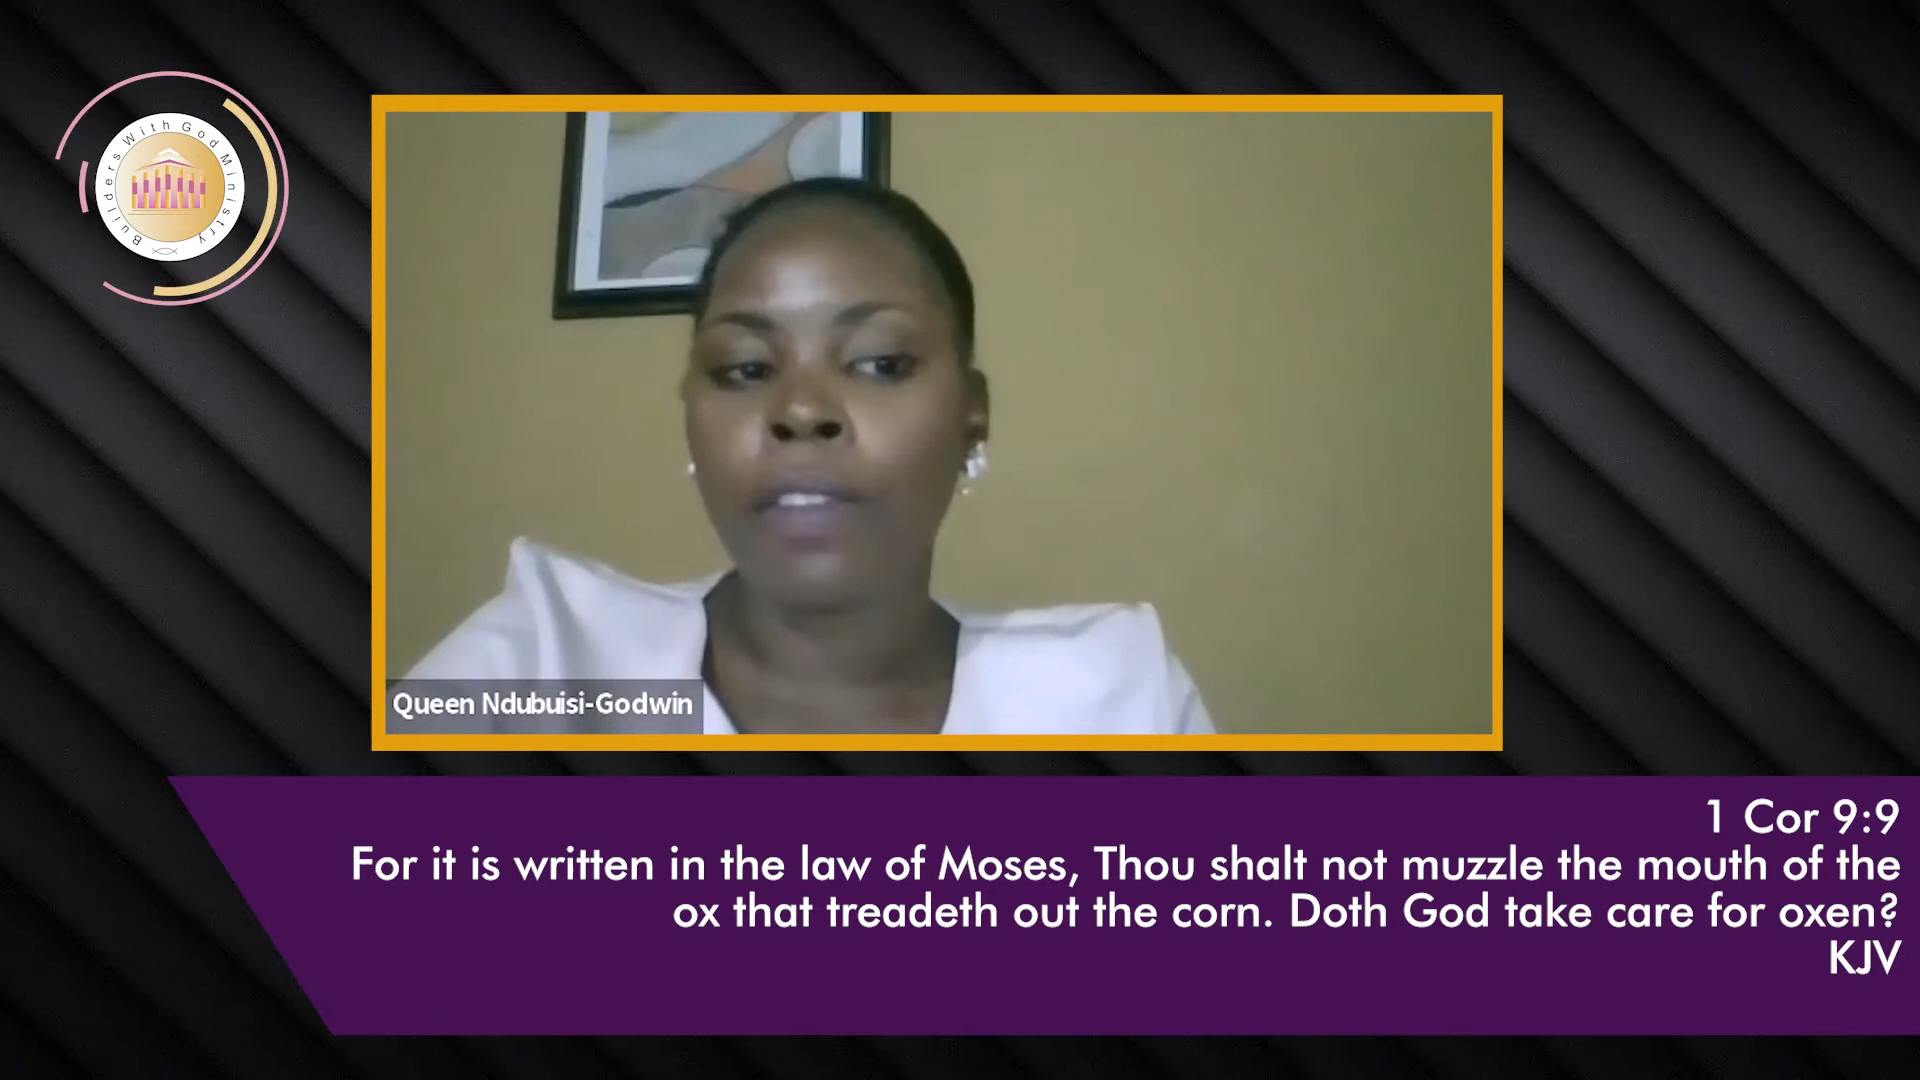 Builders With God Ministry
Queen Ndubuisi-Godwin
1 Cor 9:9
For it is written in the law of Moses, Thou shalt not muzzle the mouth of the
ox that treadeth out the corn. Doth God take care for oxen?
KJV